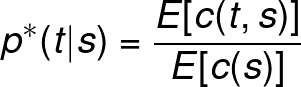 p*(t|s) = E[c(t, s)] / E[c(s)]